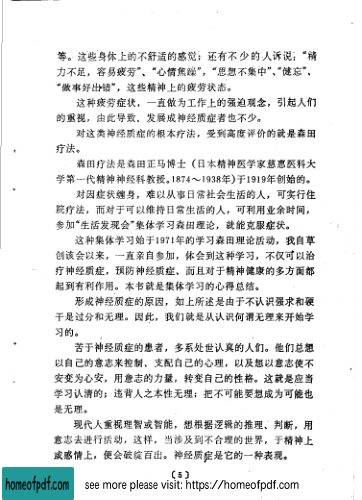 等。这些身体上的不舒适的感觉；还有不少的人诉说；“精
力不足，容易疲劳”、“心情焦躁”，“思想不集中”、“健忘”、
“做事好出错”，这些精神上的疲劳状态。
这种疲劳症状，一直做为工作上的强迫观念，引起人们
的重视，由此导致、发展成神经质症者也不少。
对这类神经质症的根本疗法，受到高度评价的就是森田
疗法。
森田疗法是森田正马博士（日本精神医学家慈惠医科大
学第一代精神神经科教授。1874～1938年)于1919年创始的。
对因症状缠身，难以从事日常社会生活的人，可实行住
院疗法，而对于可以维持日常生活的人，可利用业余时间，
参加“生活发现会”集体学习森田理论，就能克服症状。
这种集体学习始于1971年的学习森田理论活动，我自草
创该会以来，一直亲自参加，体会到这种学习，不仅可以治
疗神经质症，预防神经质症、而且对于精神健康的多方面都
起到有利作用。本书就是集体学习的心得总结。
形成神经质症的原因，如上所述是由于不认识强求和硬
干是过分和无理。因此，我们就是从认识何谓无理来开始学
习的。
苦于神经质症的患者，多系处世认真的人们。他们总想
以自己的意志来控制、支配自己的心理，以及想以意志使不
安变为心安，用意志的力量，转变自己的性格。这就是应当
学习认清的；违背人之本性无理；把不可能要想成为可能也
是无理。
现代人重视理智或智能，想根据逻辑的推理、判断，用
意志去进行活动，这样，当涉及到不合理的世界，于精神上
或感情上，便会破绽百出。神经质症是它的一种表现。
（5）
homeofpdf.com
see more please visit: https://homeofpdf.com